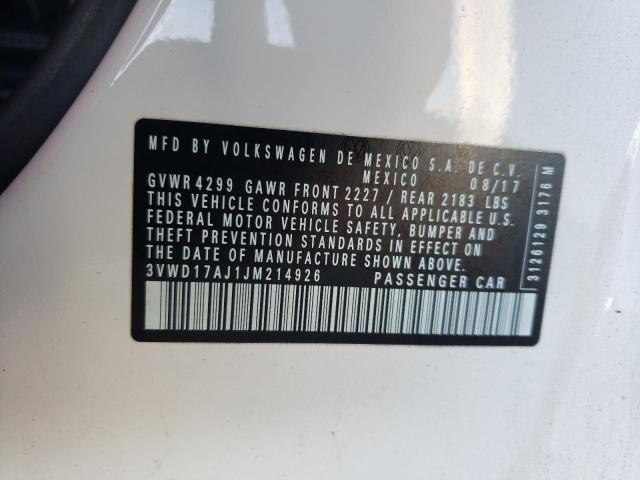 MFD BY VOLKSWAGEN DE MEXICO S.A. DE C.V.
MEXICO 08/17
GVWR 4299 GAWR FRONT 2227 / REAR 2183 LBS
THIS VEHICLE CONFORMS TO ALL APPLICABLE U.S.
FEDERAL MOTOR VEHICLE SAFETY, BUMPER AND
THEFT PREVENTION STANDARDS IN EFFECT ON
THE DATE OF MANUFACTURE SHOWN ABOVE.
3VWD17AJ1JM214926 PASSENGER CAR
3126129 3176 M